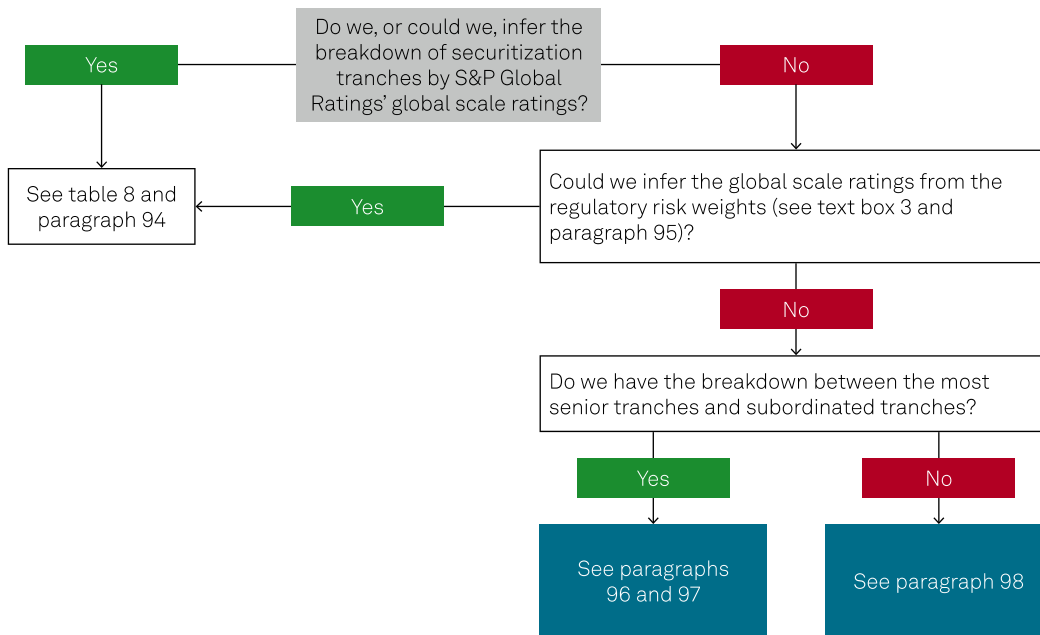 Do we, or could we, infer the
breakdown of securitization
tranches by S&P Global
Ratings’ global scale ratings?
Yes
No
See table 8 and
paragraph 94
Yes
Could we infer the global scale ratings from the
regulatory risk weights (see text box 3 and
paragraph 95)?
No
Do we have the breakdown between the most
senior tranches and subordinated tranches?
Yes
No
See paragraphs
96 and 97
See paragraph 98